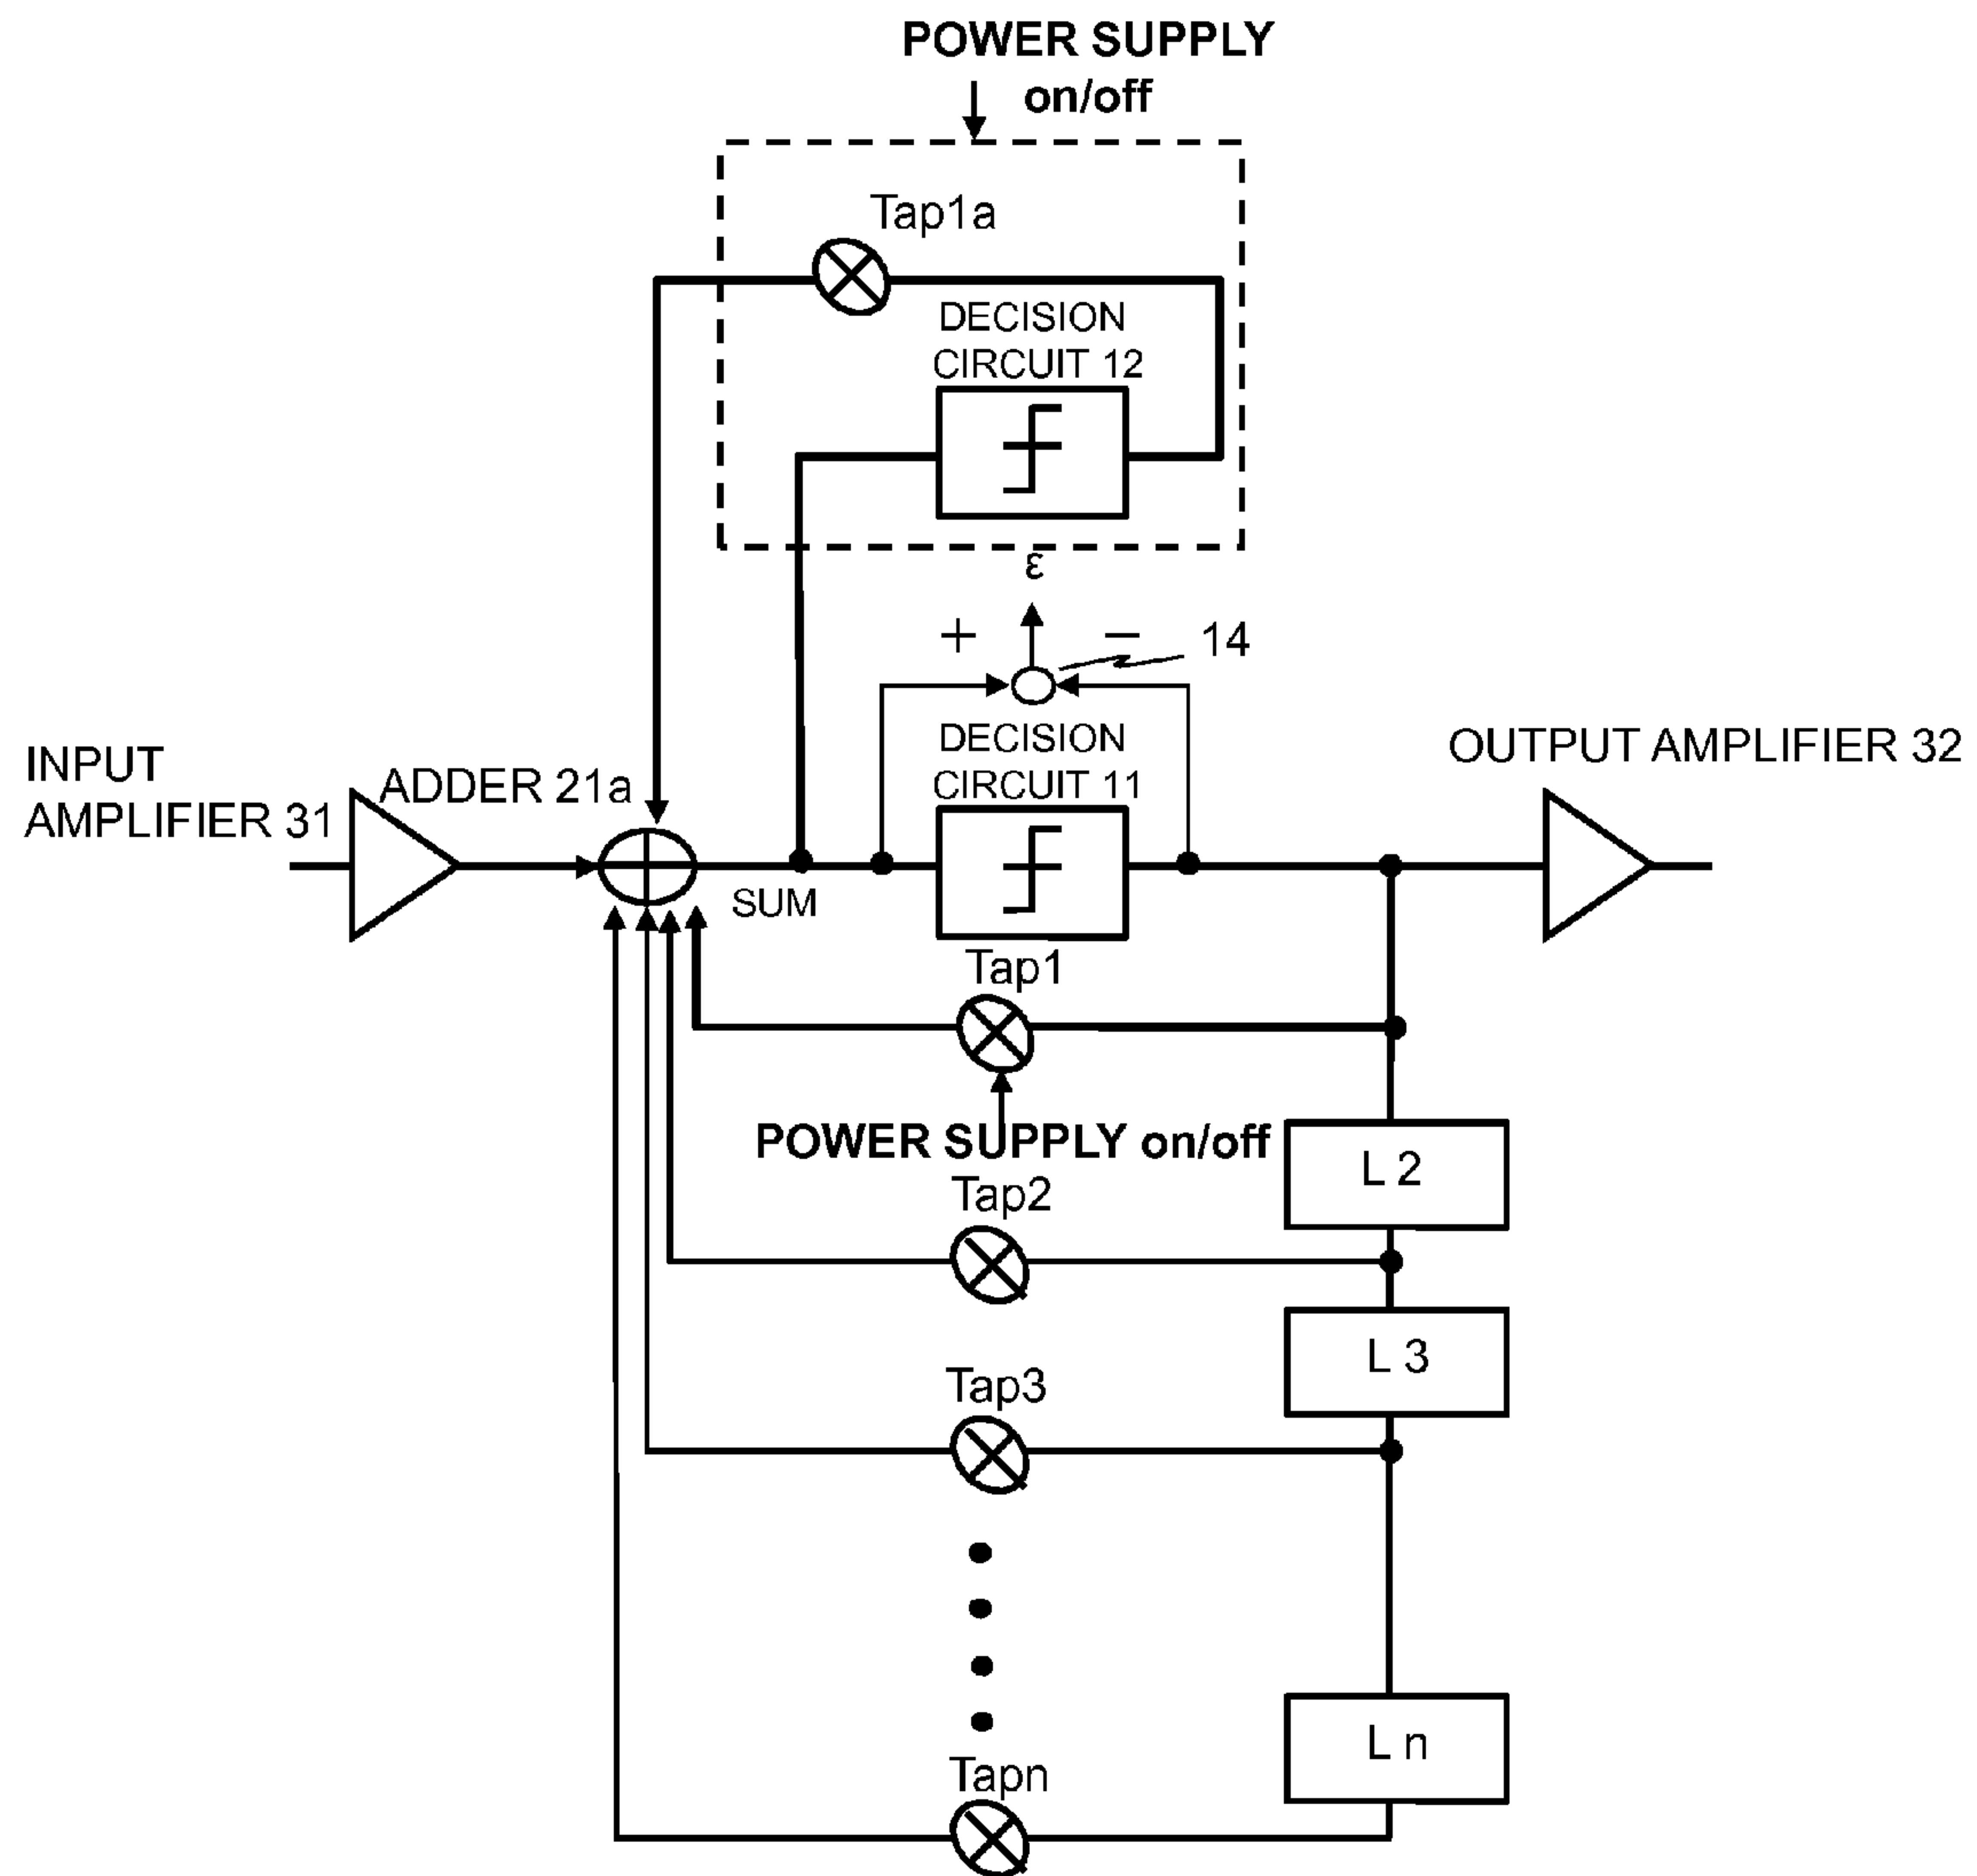 POWER SUPPLY
on/off
Tap1a
DECISION
CIRCUIT 12
ε
+
−
14
DECISION
CIRCUIT 11
INPUT
AMPLIFIER 31
ADDER 21a
OUTPUT AMPLIFIER 32
SUM
Tap1
POWER SUPPLY on/off
L 2
Tap2
L 3
Tap3
L n
Tapn